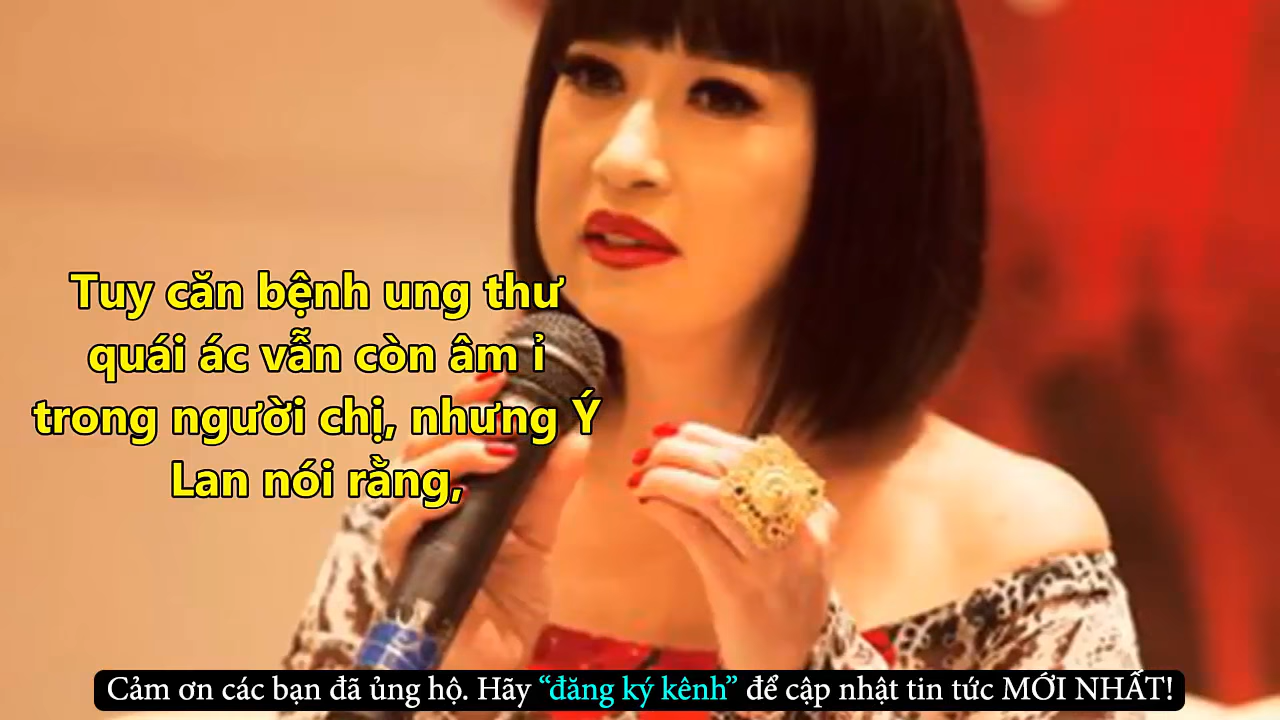 Tuy căn bệnh ung thư
quái ác vẫn còn âm ỉ
trong người chị, nhưng Ý
Lan nói rằng,
Cảm ơn các bạn đã ủng hộ. Hãy “đăng ký kênh” để cập nhật tin tức MỚI NHẤT!